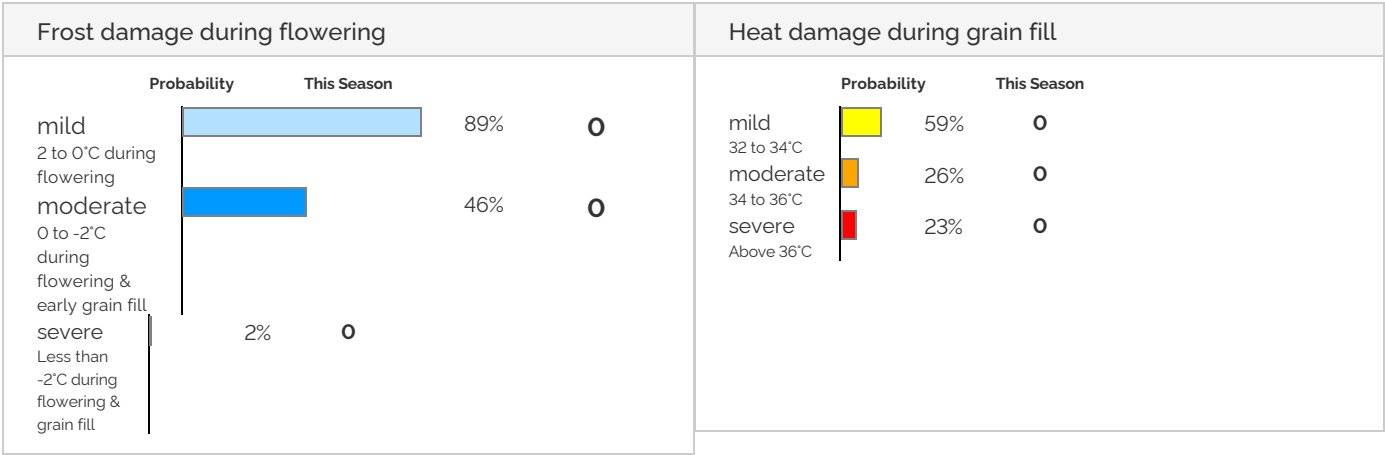 Frost damage during flowering
Probability This Season
mild 89% 0
2 to 0°C during
flowering
moderate 46% 0
0 to -2°C
during
flowering &
early grain fill
severe 2% 0
Less than
-2°C during
flowering &
grain fill
Heat damage during grain fill
Probability This Season
mild 59% 0
32 to 34°C
moderate 26% 0
34 to 36°C
severe 23% 0
Above 36°C